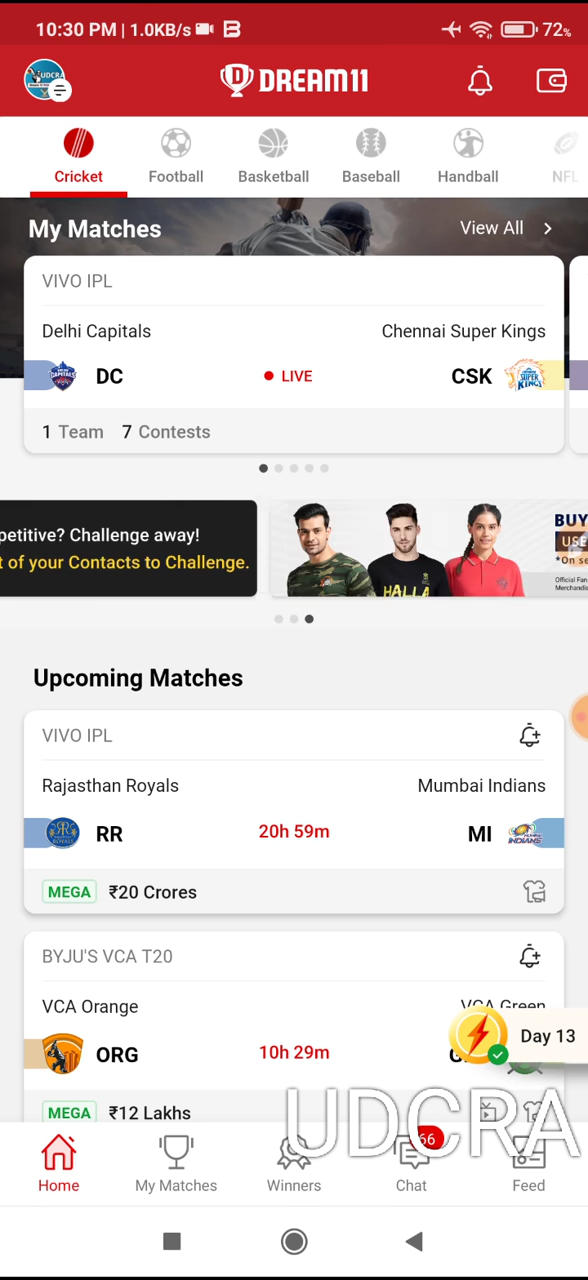 10:30 PM | 1.0KB/s
72%
UDCRA
DREAM11
Cricket Football Basketball Baseball Handball NFL
My Matches View All
VIVO IPL
Delhi Capitals Chennai Super Kings
DC LIVE CSK
1 Team 7 Contests
petitive? Challenge away!
t of your Contacts to Challenge.
HALLA
BUY
USE
*On se
Official Fan
Merchandis
Upcoming Matches
VIVO IPL
Rajasthan Royals Mumbai Indians
RR 20h 59m MI
MEGA ₹20 Crores
BYJU'S VCA T20
VCA Orange VCA Green
ORG 10h 29m G
Day 13
MEGA ₹12 Lakhs
UDCRA
66
Home My Matches Winners Chat Feed